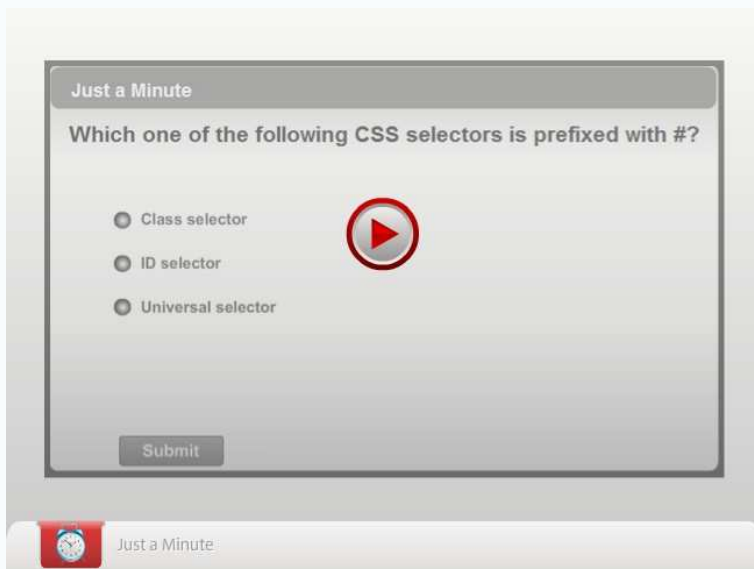 Just a Minute
Which one of the following CSS selectors is prefixed with #?
Class selector
ID selector
Universal selector
Submit
Just a Minute